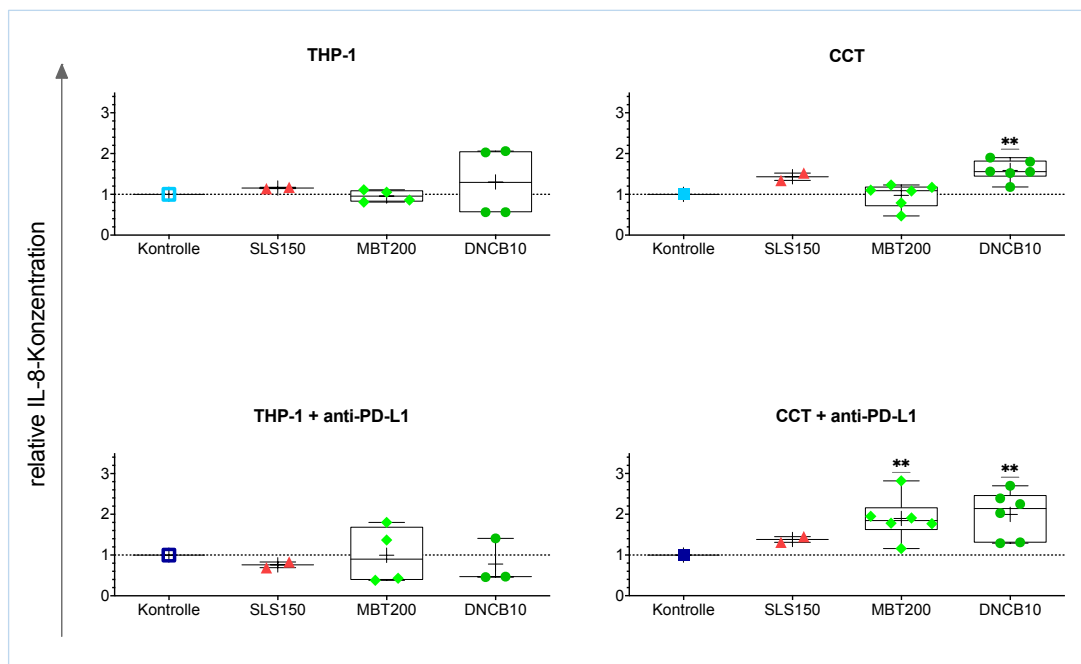 relative IL-8-Konzentration
THP-1
3
2
1
0
Kontrolle SLS150 MBT200 DNCB10
CCT
**
3
2
1
0
Kontrolle SLS150 MBT200 DNCB10
THP-1 + anti-PD-L1
3
2
1
0
Kontrolle SLS150 MBT200 DNCB10
CCT + anti-PD-L1
** **
3
2
1
0
Kontrolle SLS150 MBT200 DNCB10